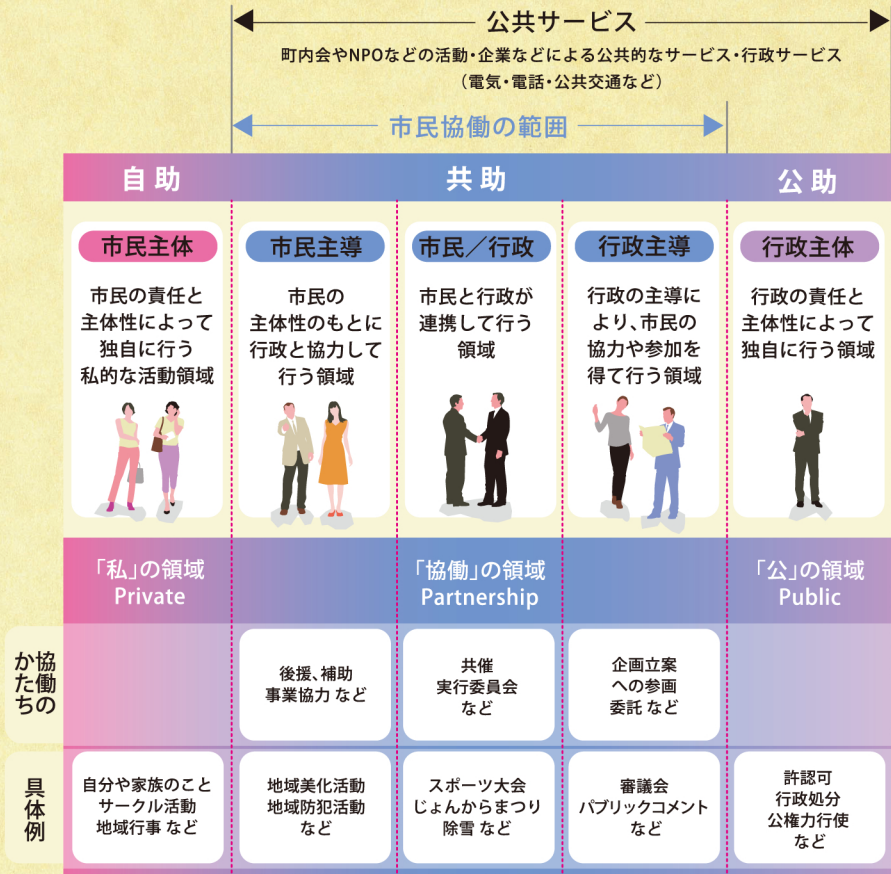 公共サービス
町内会やNPOなどの活動・企業などによる公共的なサービス・行政サービス
（電気・電話・公共交通など）
市民協働の範囲
自助
共助
公助
市民主体
市民の責任と
主体性によって
独自に行う
私的な活動領域
市民主導
市民の
主体性のもとに
行政と協力して
行う領域
市民／行政
市民と行政が
連携して行う
領域
行政主導
行政の主導に
より、市民の
協力や参加を
得て行う領域
行政主体
行政の責任と
主体性によって
独自に行う領域
「私」の領域
Private
「協働」の領域
Partnership
「公」の領域
Public
協働の
かたち
後援、補助
事業協力 など
共催
実行委員会
など
企画立案
への参画
委託 など
具体例
自分や家族のこと
サークル活動
地域行事 など
地域美化活動
地域防犯活動
など
スポーツ大会
じょんからまつり
除雪 など
審議会
パブリックコメント
など
許認可
行政処分
公権力行使
など